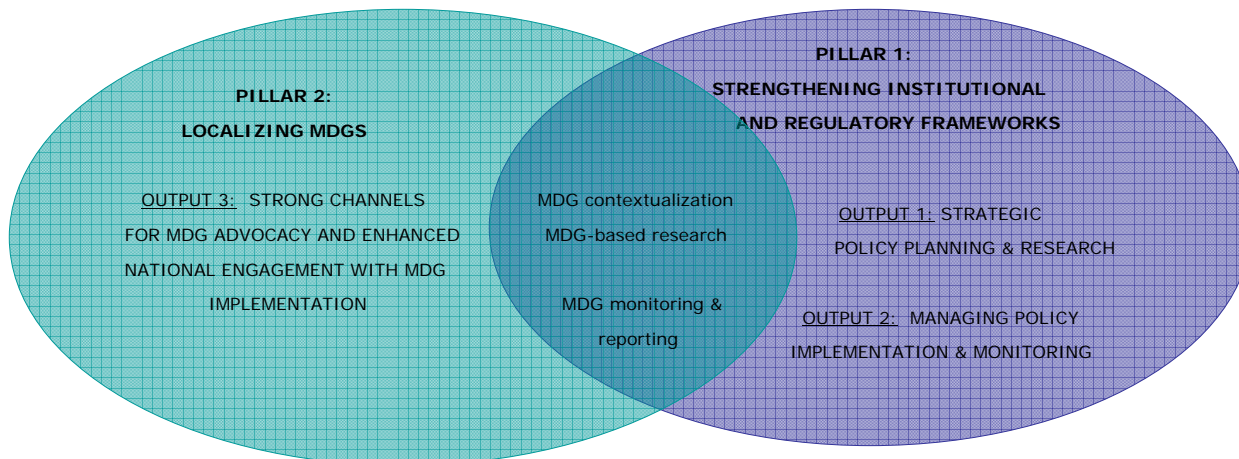 PILLAR 2:
LOCALIZING MDGS
OUTPUT 3: STRONG CHANNELS
FOR MDG ADVOCACY AND ENHANCED
NATIONAL ENGAGEMENT WITH MDG
IMPLEMENTATION
MDG contextualization
MDG-based research
MDG monitoring &
reporting
PILLAR 1:
STRENGTHENING INSTITUTIONAL
AND REGULATORY FRAMEWORKS
OUTPUT 1: STRATEGIC
POLICY PLANNING & RESEARCH
OUTPUT 2: MANAGING POLICY
IMPLEMENTATION & MONITORING